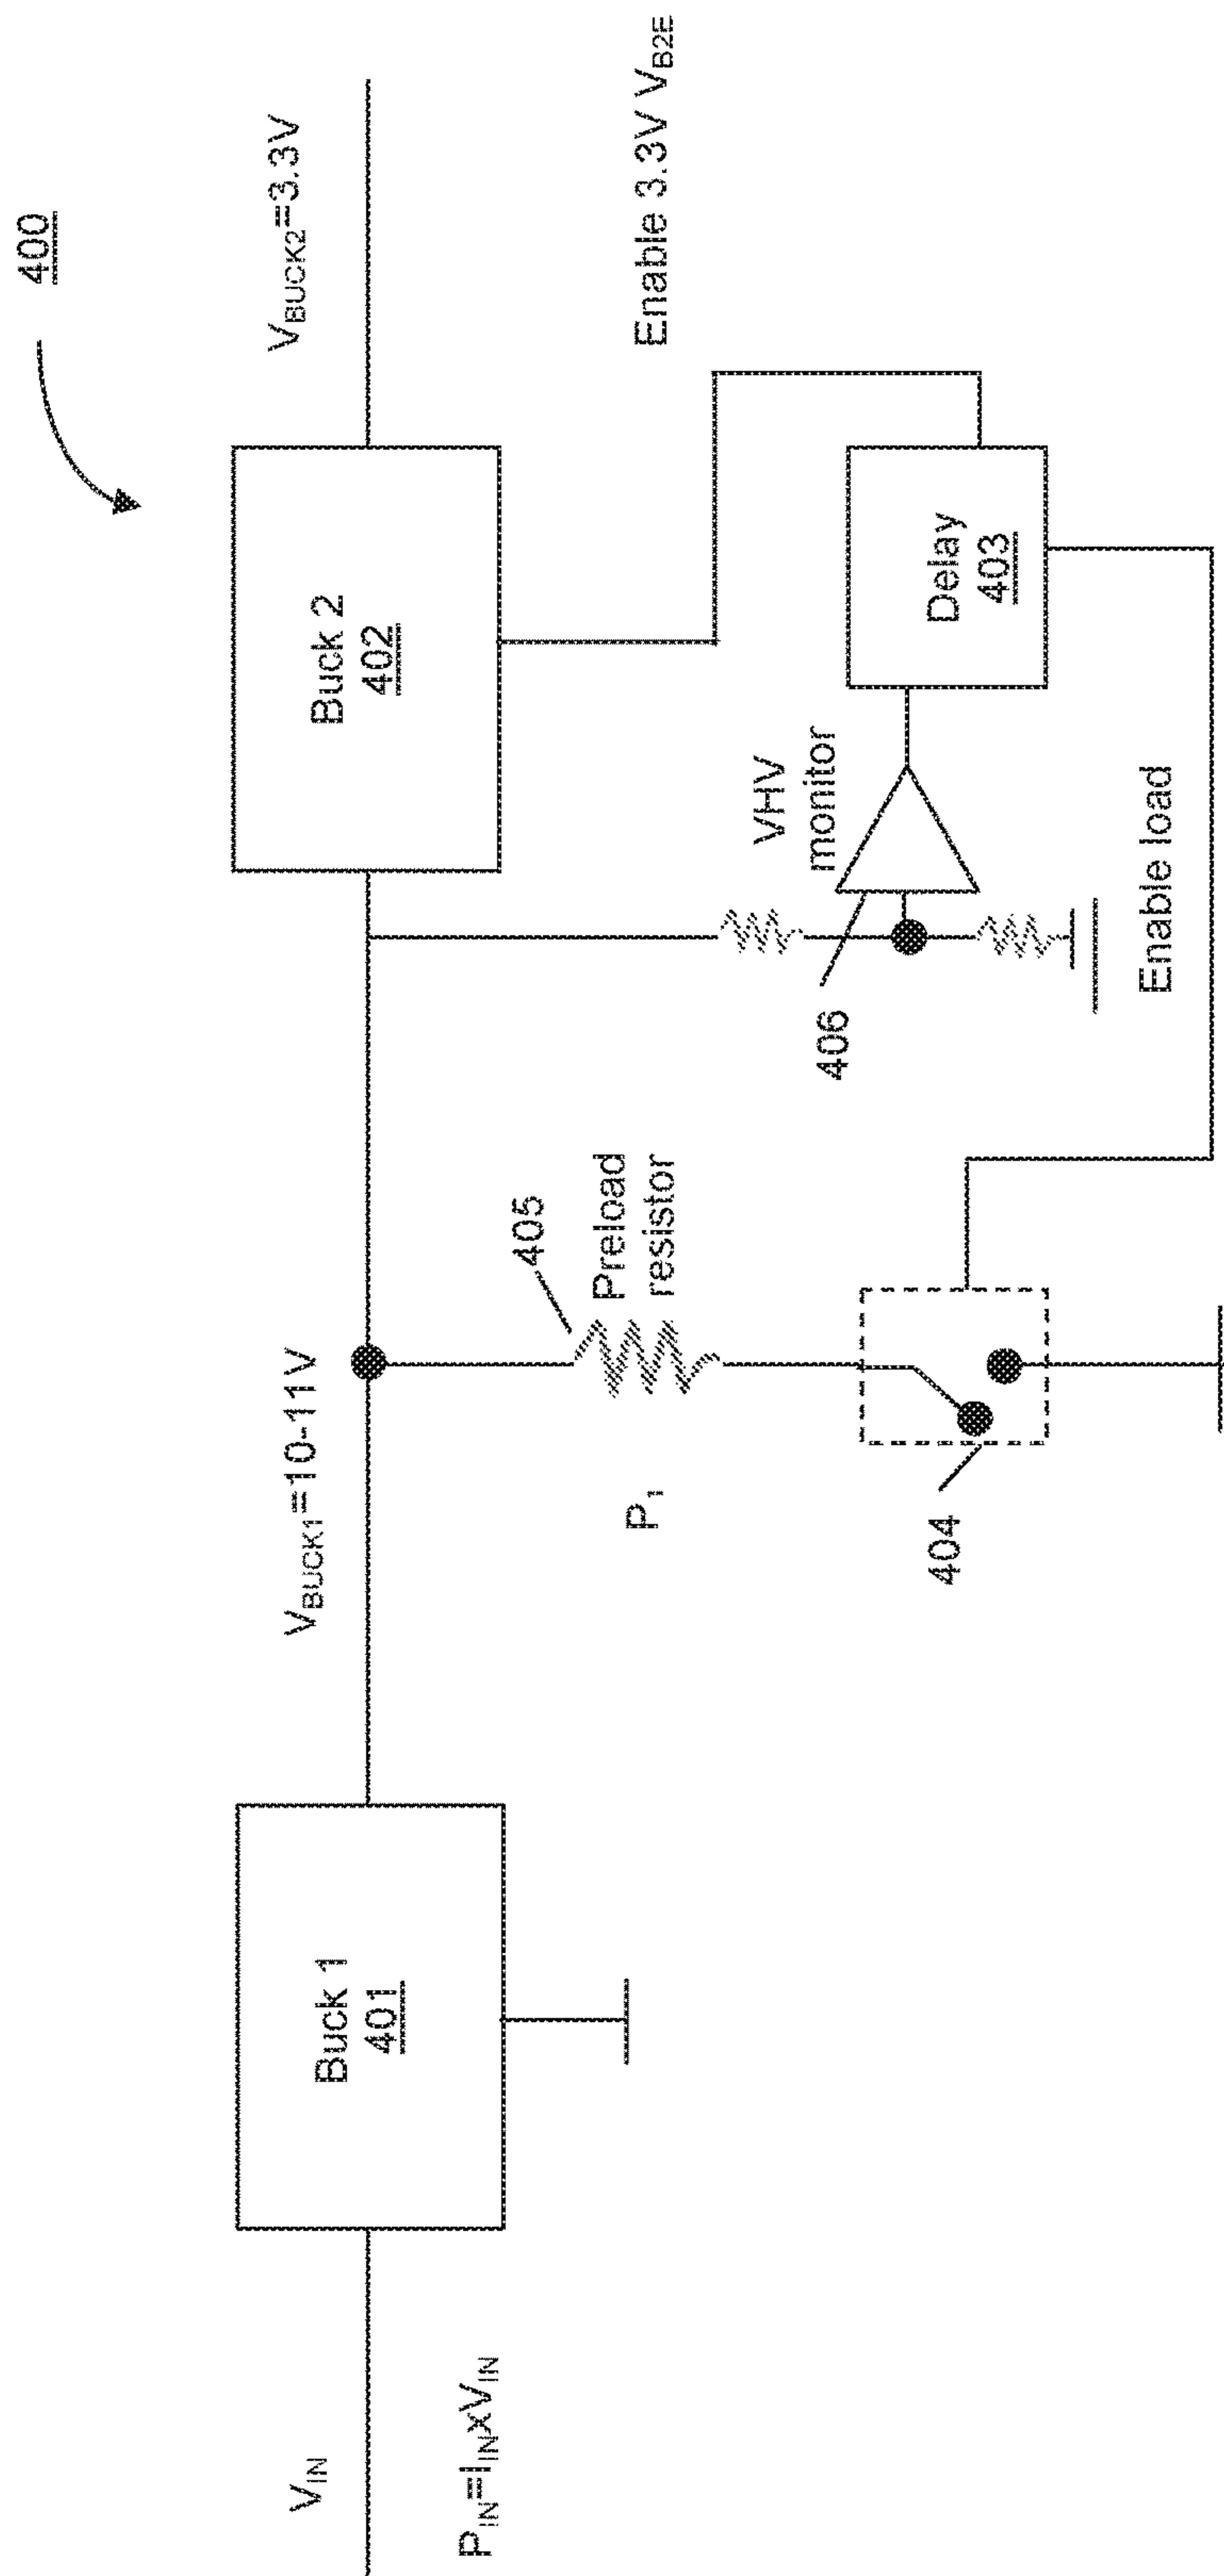 400
V_BUCK2=3.3V
Enable 3.3V V_B2E
Buck 2
402
Delay
403
VHV
monitor
406
Enable load
V_BUCK1=10-11V
405
Preload
resistor
P_1
404
Buck 1
401
V_IN
P_IN=I_INxV_IN